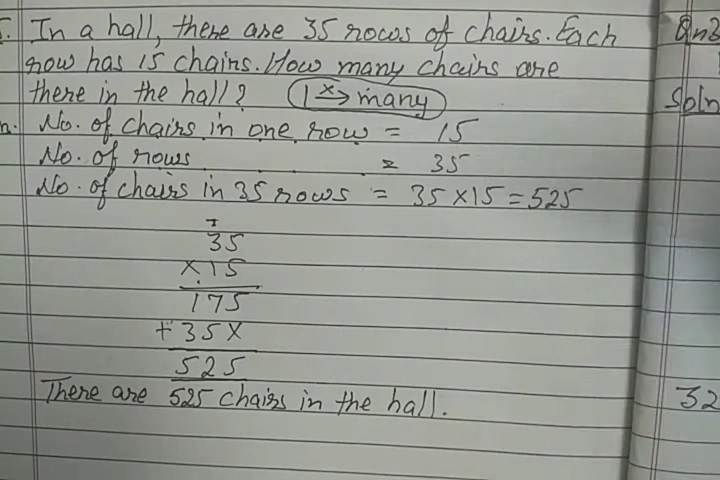 In a hall, there are 35 rows of chairs. Each
row has 15 chairs. How many chairs are
there in the hall? (1 x→ many)
n. No. of chairs in one row = 15
No. of rows = 35
No. of chairs in 35 rows = 35 x 15 = 525
35
x 15
175
+ 35 x
525
There are 525 chairs in the hall.
Qn3
Soln
32